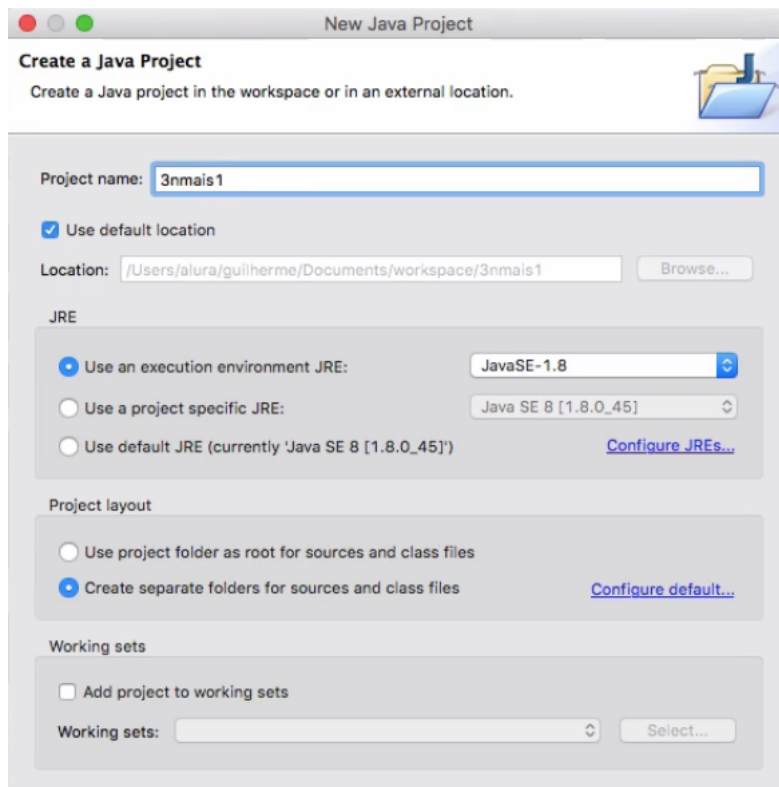 New Java Project
Create a Java Project
Create a Java project in the workspace or in an external location.
Project name: 3nmais1
Use default location
Location: /Users/alura/guilherme/Documents/workspace/3nmais1 Browse...
JRE
Use an execution environment JRE: JavaSE-1.8
Use a project specific JRE: Java SE 8 [1.8.0_45]
Use default JRE (currently 'Java SE 8 [1.8.0_45]') Configure JREs...
Project layout
Use project folder as root for sources and class files
Create separate folders for sources and class files Configure default...
Working sets
Add project to working sets
Working sets: Select...